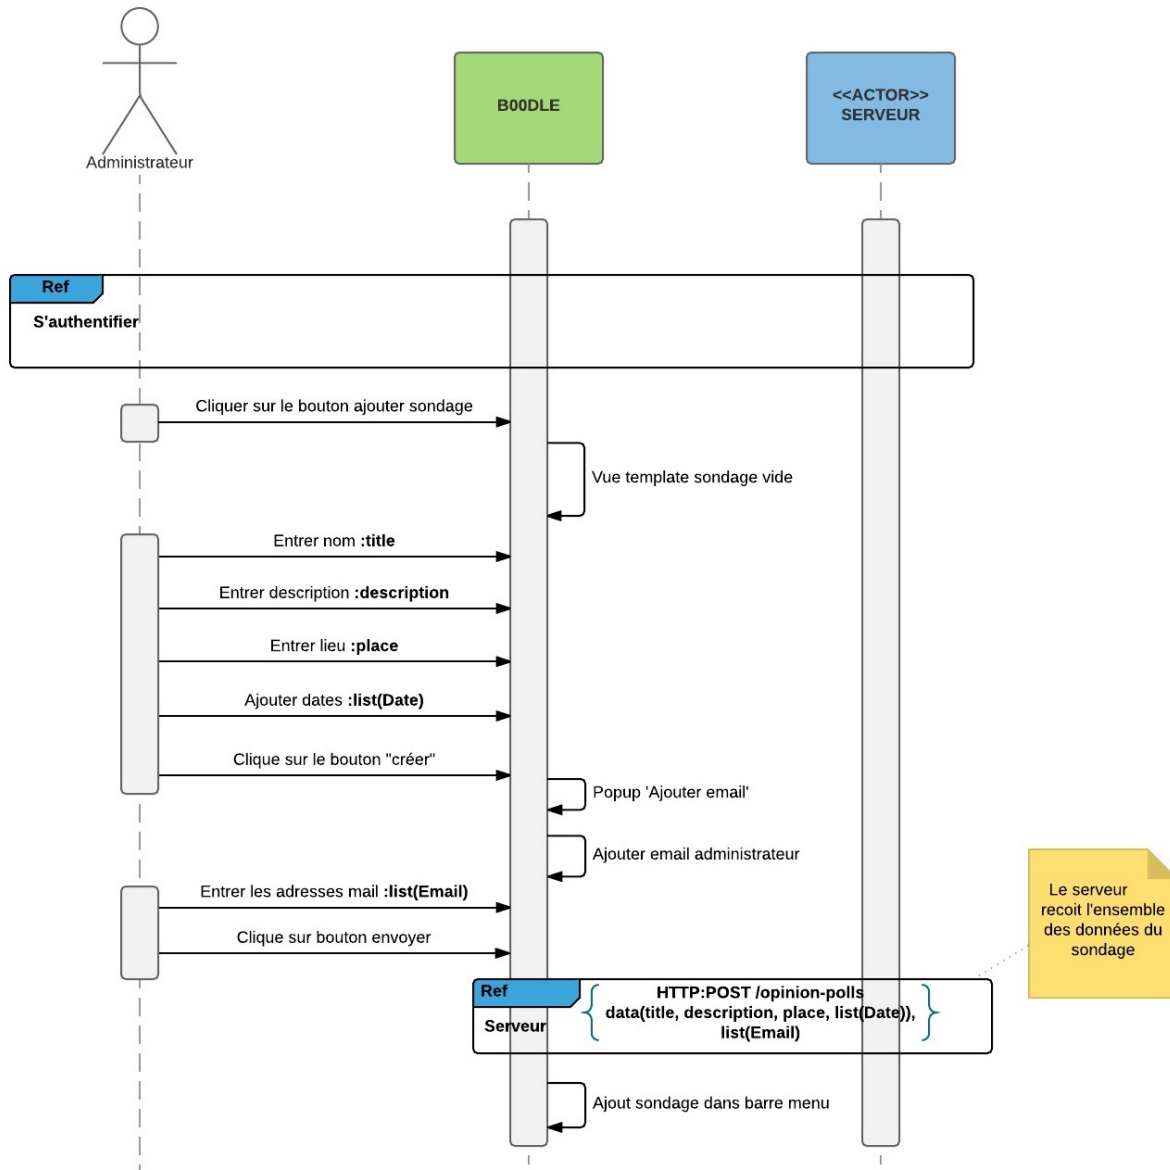 B00DLE
<<ACTOR>>
SERVEUR
Administrateur
Ref
S'authentifier
Cliquer sur le bouton ajouter sondage
Vue template sondage vide
Entrer nom :title
Entrer description :description
Entrer lieu :place
Ajouter dates :list(Date)
Clique sur le bouton "créer"
Popup 'Ajouter email'
Ajouter email administrateur
Entrer les adresses mail :list(Email)
Clique sur bouton envoyer
Le serveur
recoit l'ensemble
des données du
sondage
Ref
Serveur
HTTP:POST /opinion-polls
data(title, description, place, list(Date)),
list(Email)
Ajout sondage dans barre menu